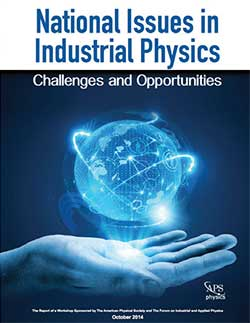 National Issues in
Industrial Physics
Challenges and Opportunities
APS
physics
The Report of a Workshop Sponsored by The American Physical Society and The Forum on Industrial and Applied Physics
October 2014